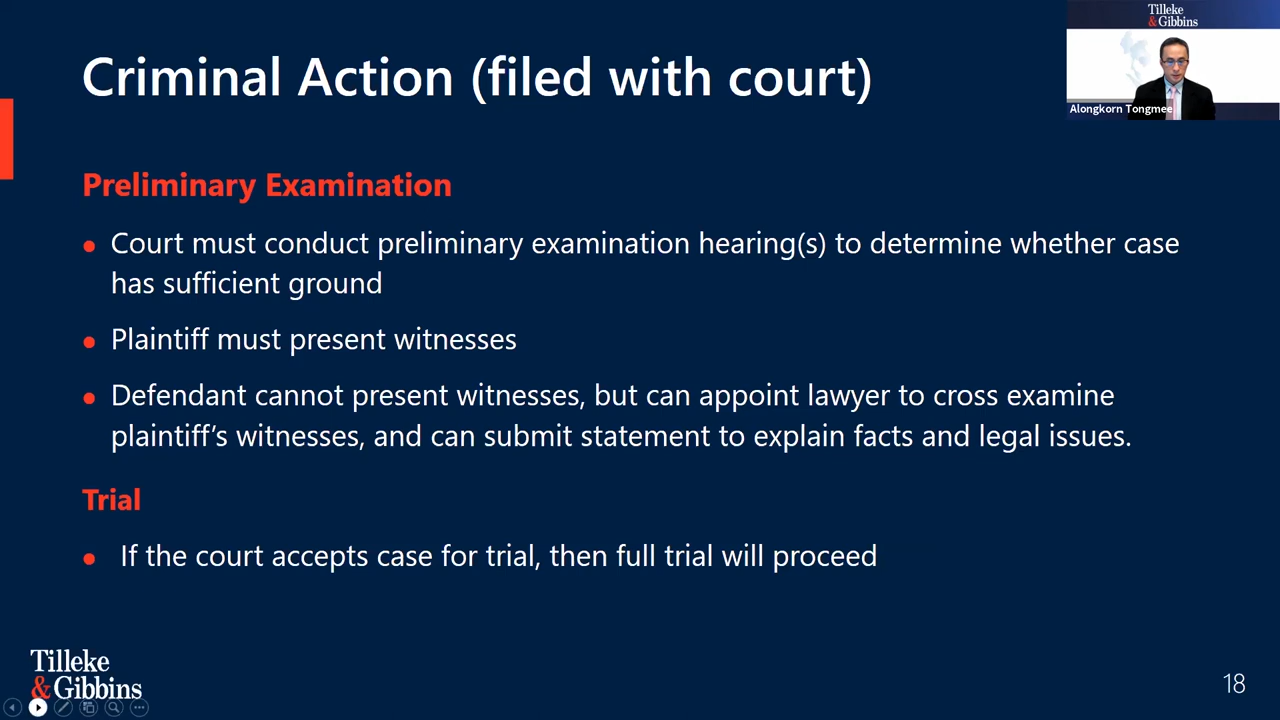 Tilleke
& Gibbins
Alongkorn Tongmee
Criminal Action (filed with court)
Preliminary Examination
• Court must conduct preliminary examination hearing(s) to determine whether case
has sufficient ground
• Plaintiff must present witnesses
• Defendant cannot present witnesses, but can appoint lawyer to cross examine
plaintiff’s witnesses, and can submit statement to explain facts and legal issues.
Trial
• If the court accepts case for trial, then full trial will proceed
Tilleke
& Gibbins
18